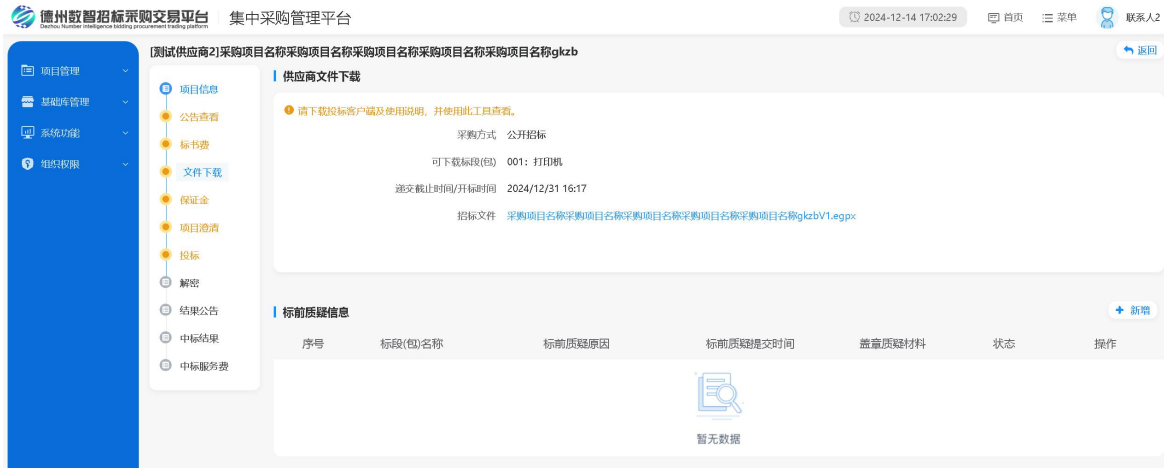 德州数智招标采购交易平台 集中采购管理平台 2024-12-14 17:02:29 首页 菜单 联系人2
Dezhou Number intelligence bidding procurement trading platform
[测试供应商2]采购项目名称采购项目名称采购项目名称采购项目名称采购项目名称gkzb 返回
项目管理
基础库管理
系统功能
组织权限
项目信息
公告查看
标书费
文件下载
保证金
项目澄清
投标
解密
结果公告
中标结果
中标服务费
供应商文件下载
请下载投标客户端及使用说明，并使用此工具查看。
采购方式 公开招标
可下载标段(包) 001：打印机
递交截止时间/开标时间 2024/12/31 16:17
招标文件 采购项目名称采购项目名称采购项目名称采购项目名称采购项目名称gkzbV1.egpx
标前质疑信息 新增
序号 标段(包)名称 标前质疑原因 标前质疑提交时间 盖章质疑材料 状态 操作
暂无数据